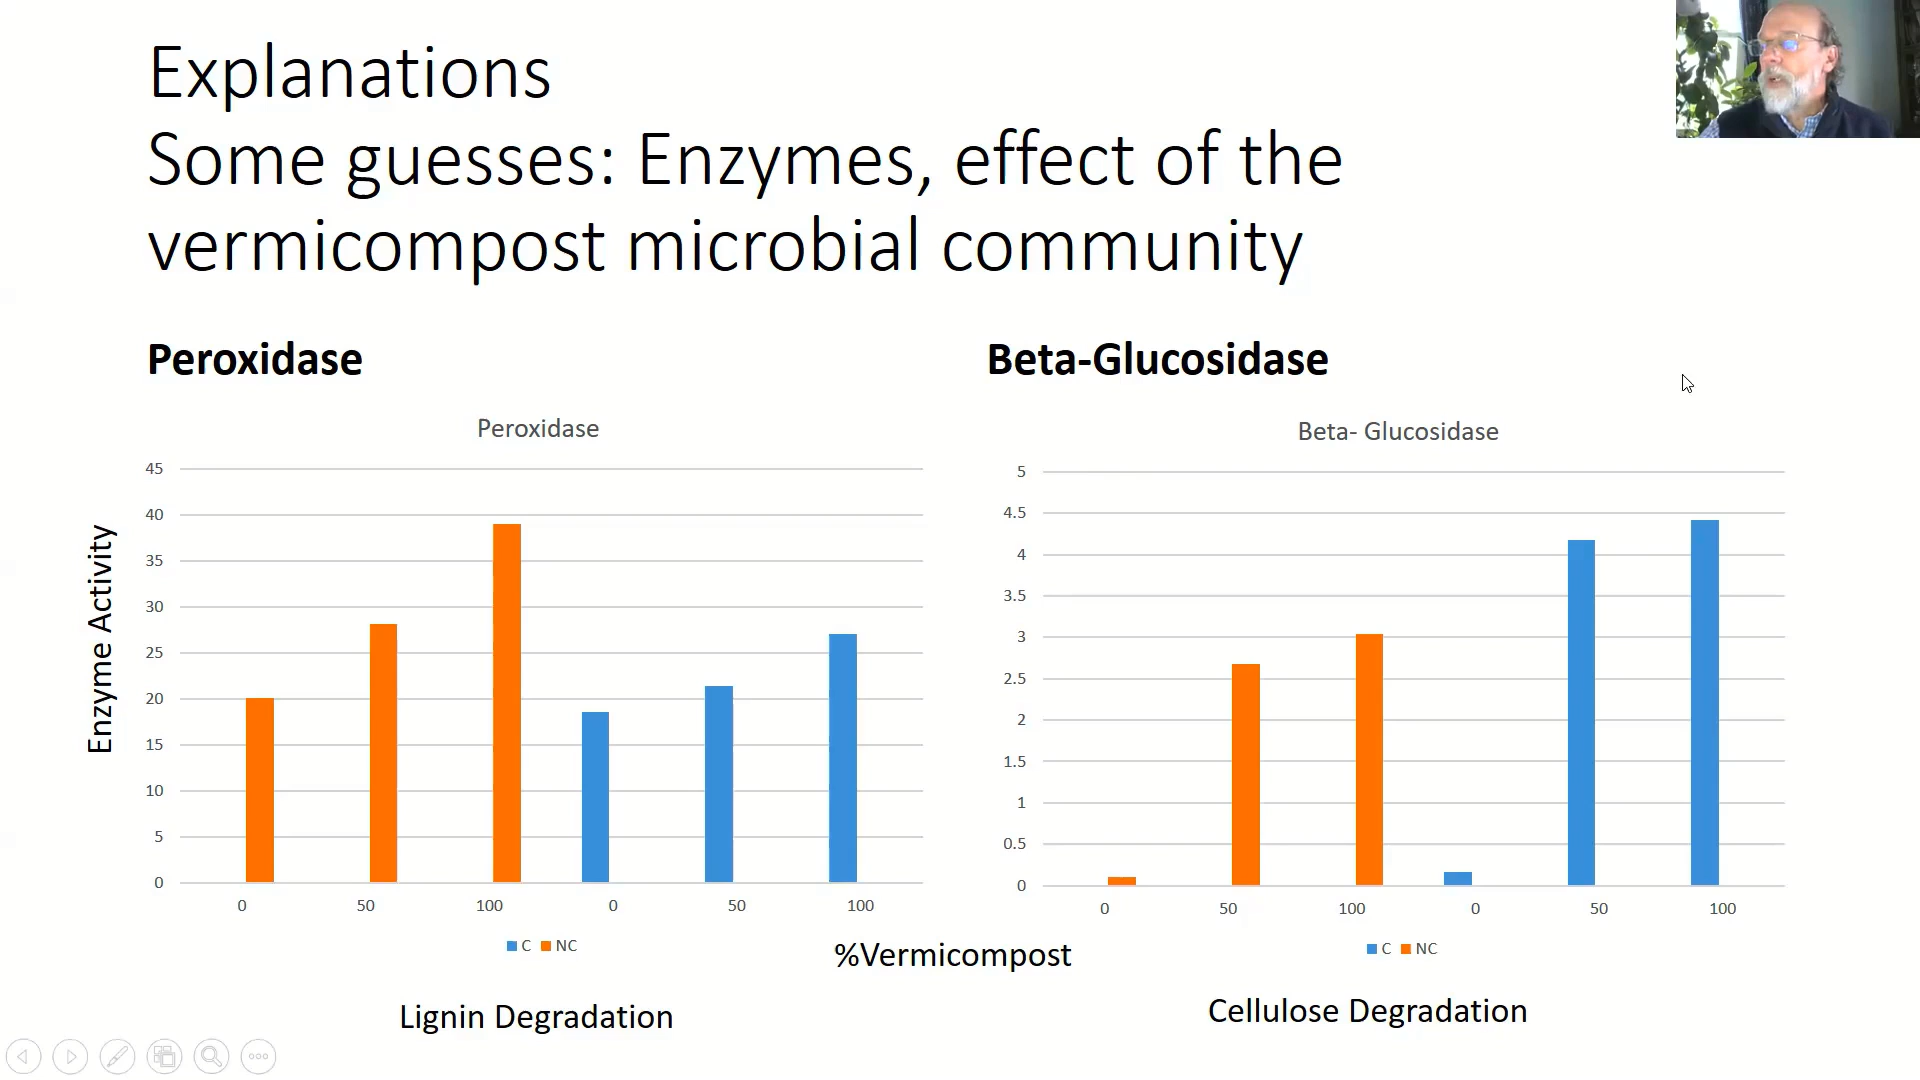 Explanations
Some guesses: Enzymes, effect of the
vermicompost microbial community
Peroxidase
Beta-Glucosidase
Peroxidase
45
40
35
30
25
20
15
10
5
0
Enzyme Activity
0 50 100 0 50 100
C NC
Lignin Degradation
%Vermicompost
Beta- Glucosidase
5
4.5
4
3.5
3
2.5
2
1.5
1
0.5
0
0 50 100 0 50 100
C NC
Cellulose Degradation